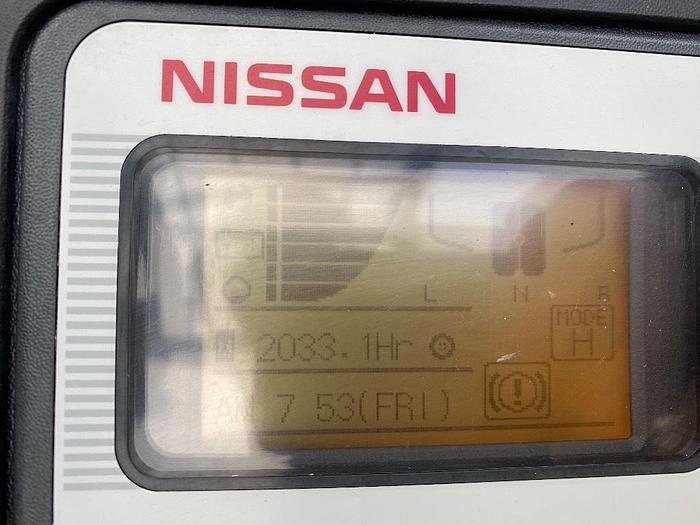 NISSAN
L N R
MODE
H
2033.1Hr
AM 7 53(FRI)